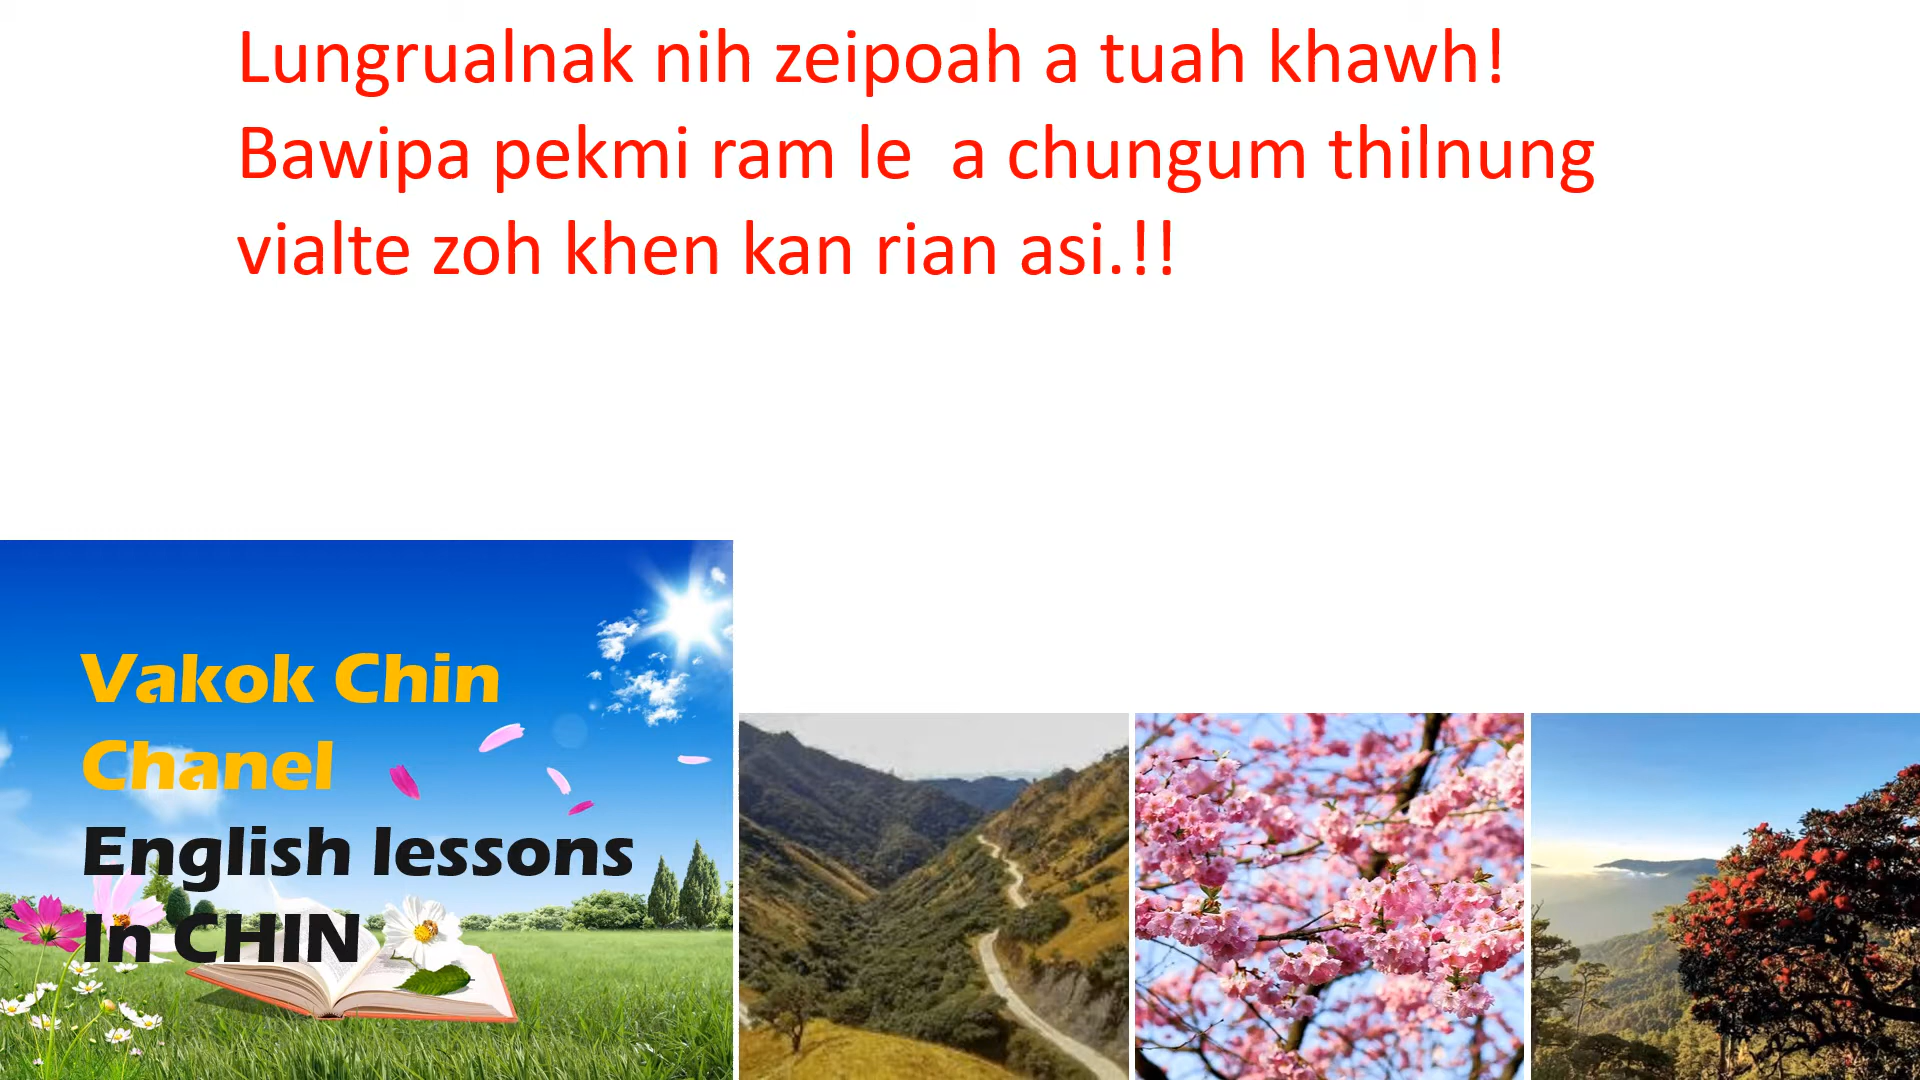 Lungrualnak nih zeipoah a tuah khawh!
Bawipa pekmi ram le a chungum thilnung
vialte zoh khen kan rian asi.!!
Vakok Chin
Chanel
English lessons
In CHIN